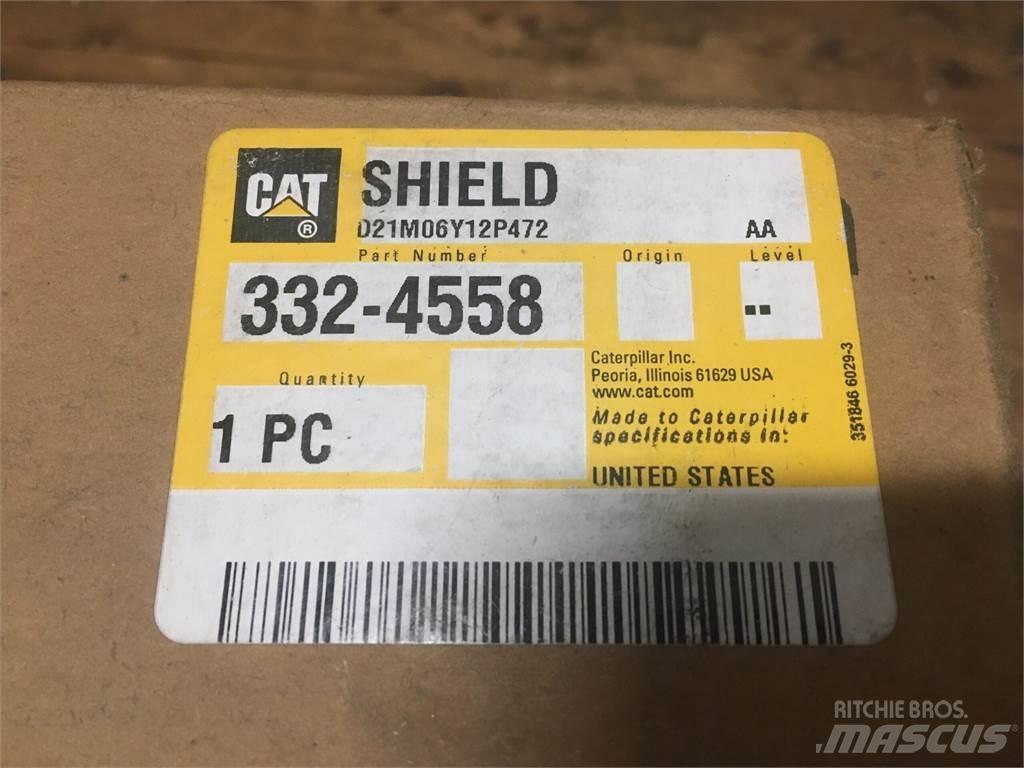 CAT ®
SHIELD
D21M06Y12P472 AA
Part Number Origin Level
332-4558 --
Quantity
1 PC
Caterpillar Inc.
Peoria, Illinois 61629 USA
www.cat.com
Made to Caterpillar
specifications in:
UNITED STATES
351846 6029-3
RITCHIE BROS.
MASCUS